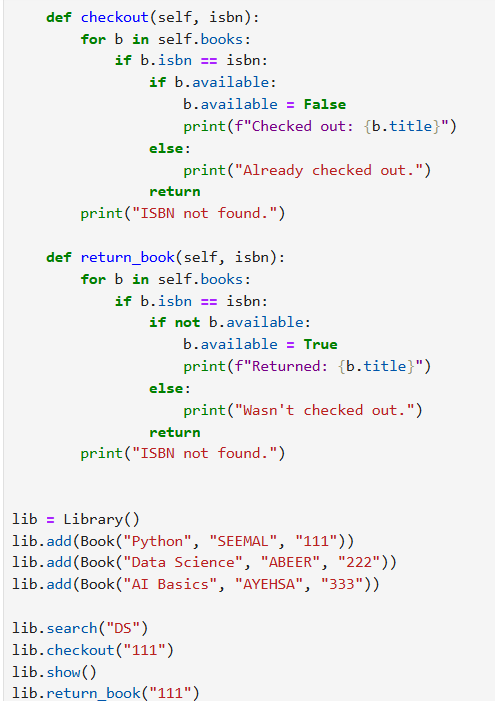 def checkout(self, isbn):
        for b in self.books:
            if b.isbn == isbn:
                if b.available:
                    b.available = False
                    print(f"Checked out: {b.title}")
                else:
                    print("Already checked out.")
                return
        print("ISBN not found.")

    def return_book(self, isbn):
        for b in self.books:
            if b.isbn == isbn:
                if not b.available:
                    b.available = True
                    print(f"Returned: {b.title}")
                else:
                    print("Wasn't checked out.")
                return
        print("ISBN not found.")


lib = Library()
lib.add(Book("Python", "SEEMAL", "111"))
lib.add(Book("Data Science", "ABEER", "222"))
lib.add(Book("AI Basics", "AYEHSA", "333"))

lib.search("DS")
lib.checkout("111")
lib.show()
lib.return_book("111")